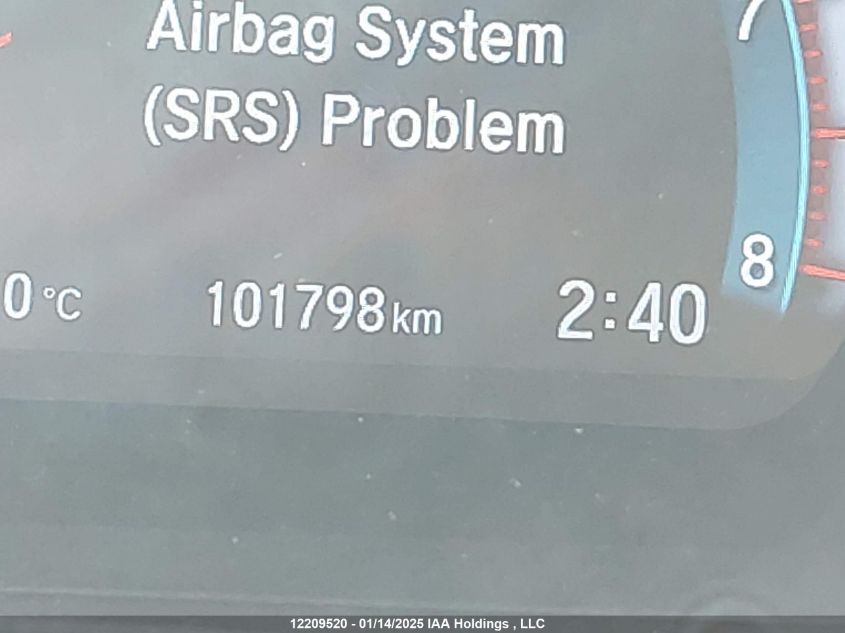 Airbag System
(SRS) Problem
7
8
0 °C 101798 km 2:40
12209520 - 01/14/2025 IAA Holdings , LLC